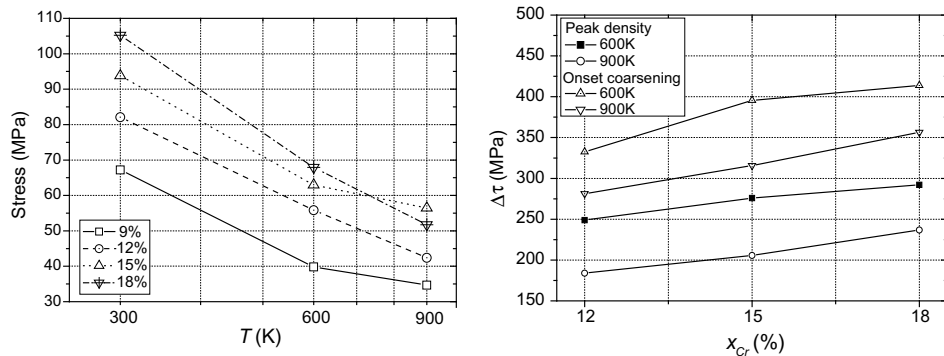 110
100
90
80
70
60
50
40
30
Stress (MPa)
9%
12%
15%
18%
300
600
900
T (K)
400
350
300
250
200
150
100
Δτ (MPa)
Peak density
600K
900K
Onset coarsening
600K
900K
12
15
18
x_Cr (%)